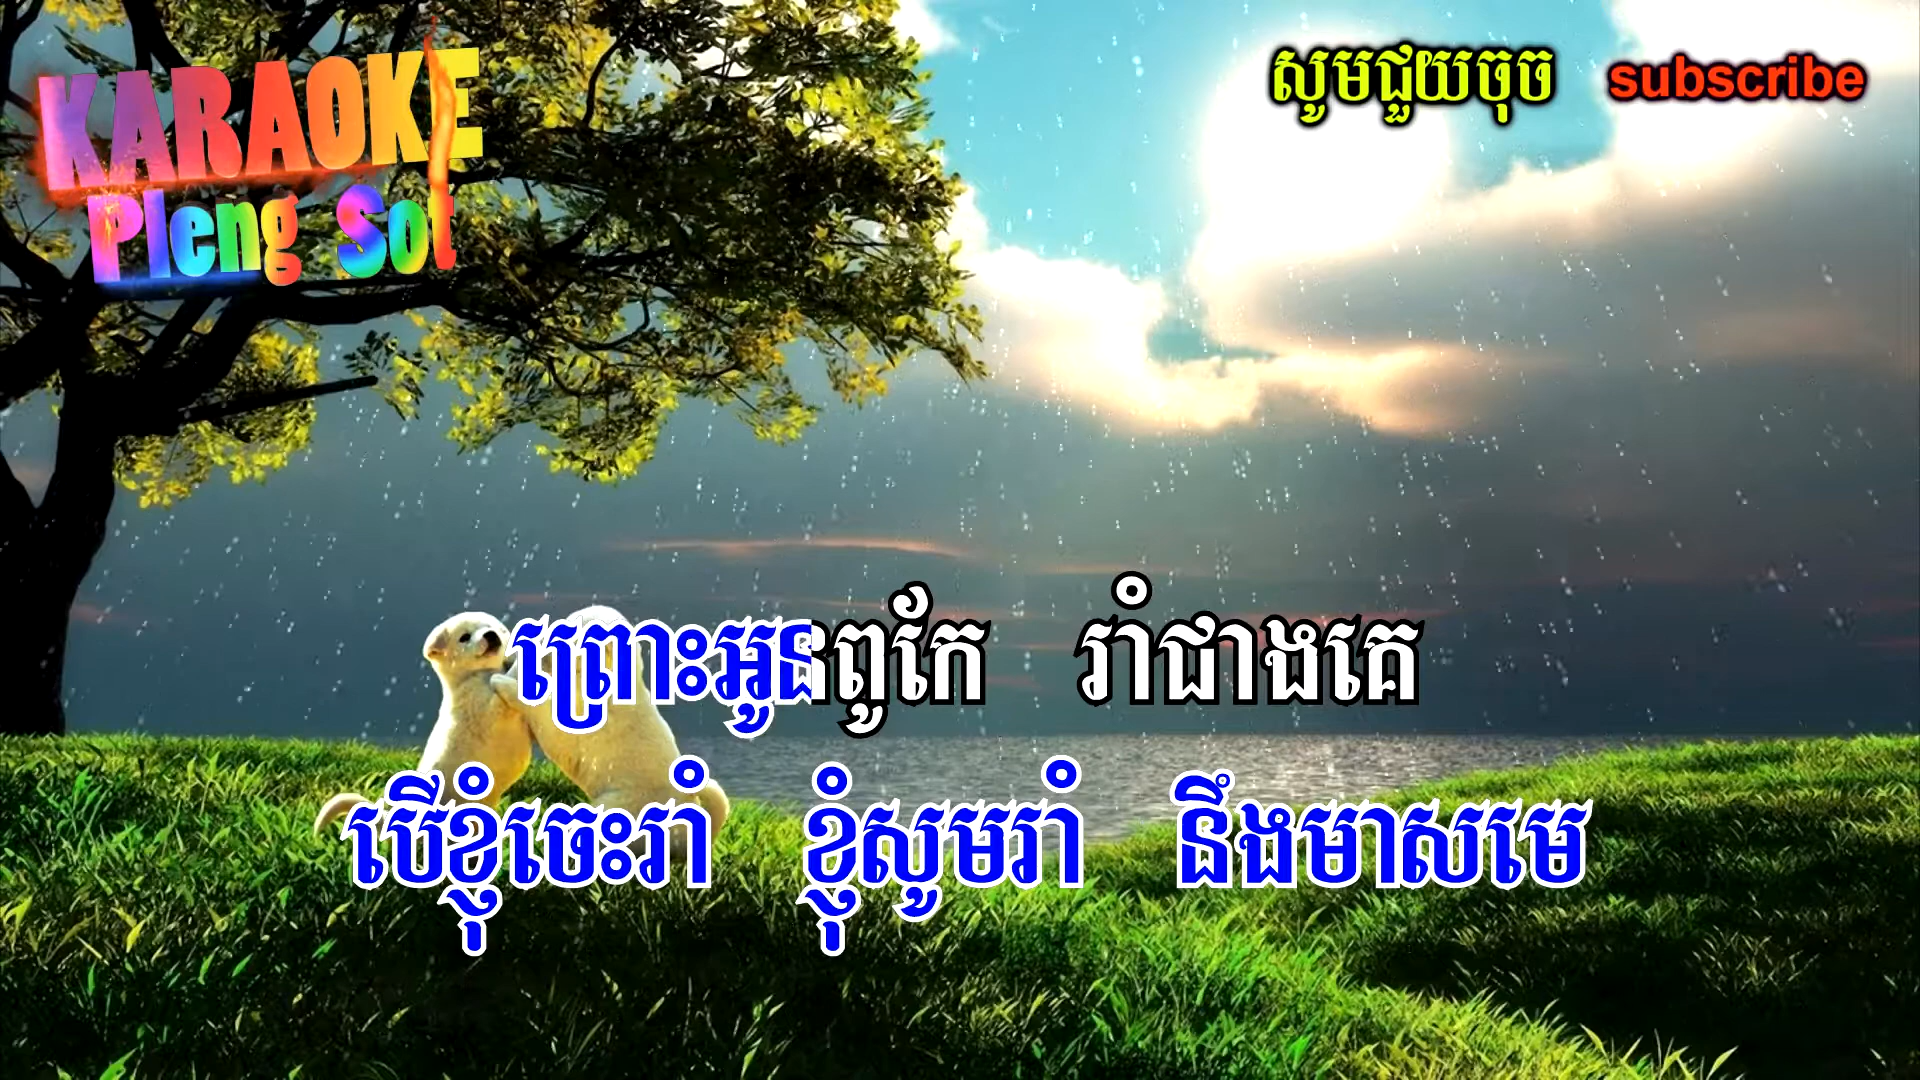 KARAOKE
Pleng Sot
សូមជួយចុច subscribe
ព្រោះអូនពូកែ រាំជាងគេ
បើខ្ញុំចេះរាំ ខ្ញុំសូមរាំ នឹងមាសមេ